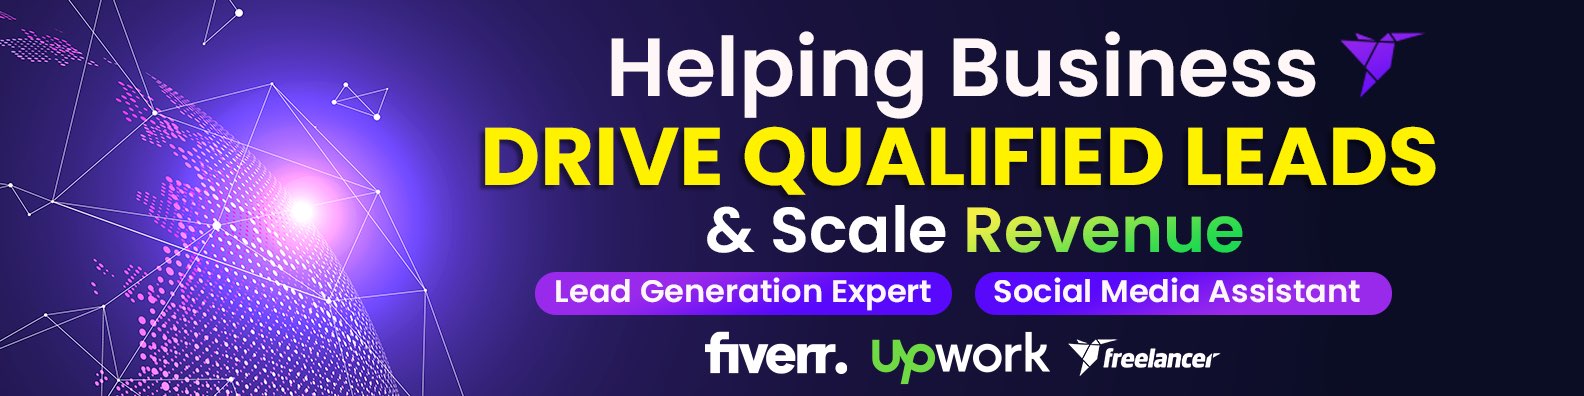 Helping Business
DRIVE QUALIFIED LEADS
& Scale Revenue
Lead Generation Expert Social Media Assistant
fiverr. upwork freelancer